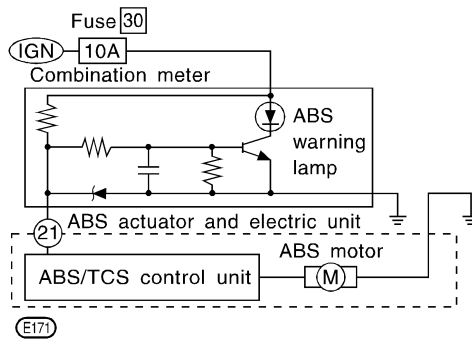 Fuse 30
IGN 10A
Combination meter
ABS
warning
lamp
21 ABS actuator and electric unit
ABS motor
ABS/TCS control unit M
E171